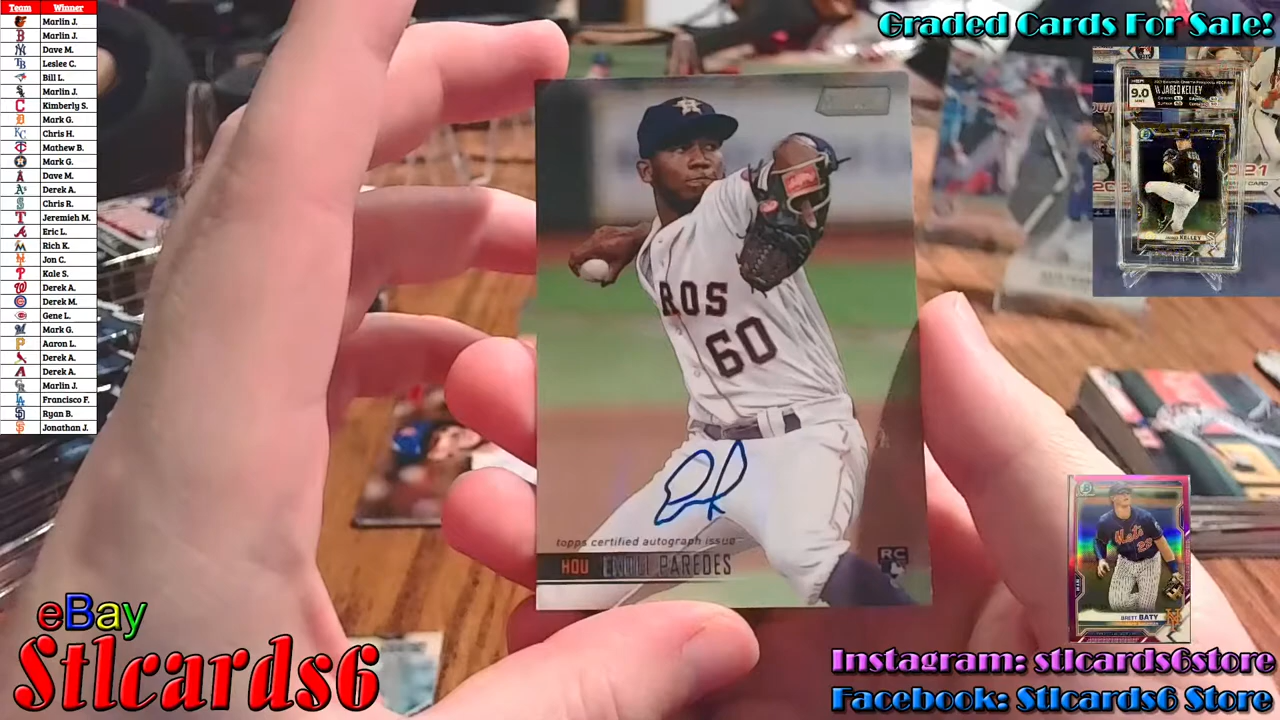 Team Winner
Marlin J.
Marlin J.
Dave M.
Leslee C.
Bill L.
Marlin J.
Kimberly S.
Mark G.
Chris H.
Mathew B.
Mark G.
Dave M.
Derek A.
Chris R.
Jeremieh M.
Eric L.
Rich K.
Jon C.
Kale S.
Derek A.
Derek M.
Gene L.
Mark G.
Aaron L.
Derek A.
Derek A.
Marlin J.
Francisco F.
Ryan B.
Jonathan J.
eBay
Stlcards6
ROS
60
topps certified autograph issue
HOU ENOLI PAREDES
RC
Graded Cards For Sale!
9.0
JARED KELLEY
KELLEY
Mets
BRETT BATY
Instagram: stlcards6store
Facebook: Stlcards6 Store